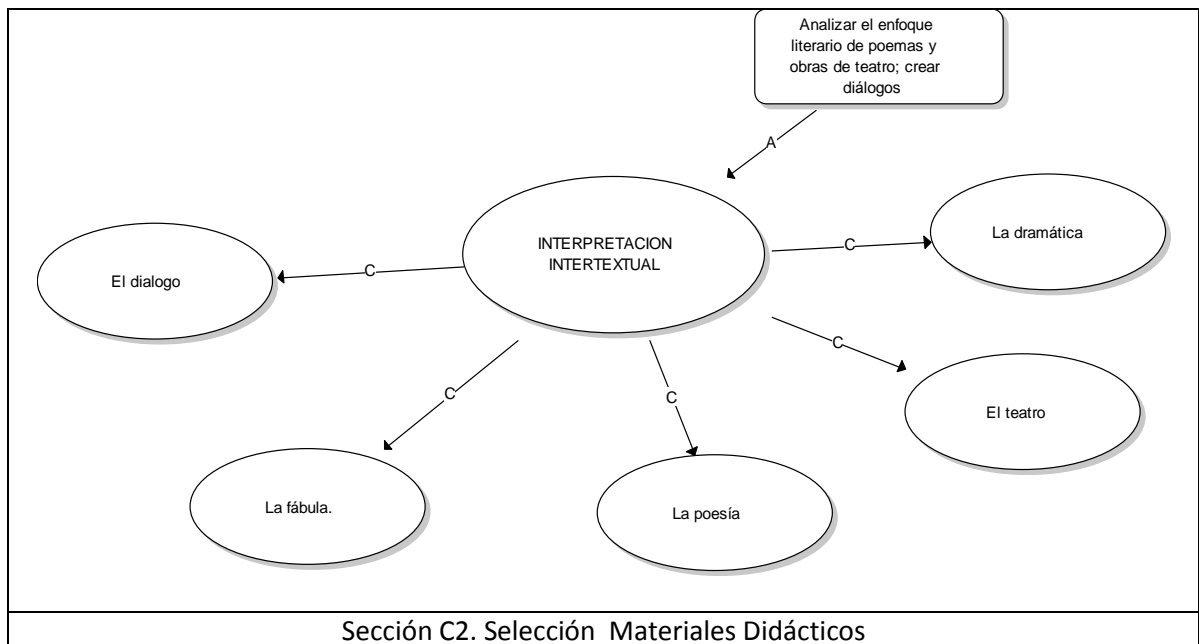 Analizar el enfoque
literario de poemas y
obras de teatro; crear
diálogos
A
INTERPRETACION
INTERTEXTUAL
C
La dramática
C
El dialogo
C
El teatro
C
La fábula.
C
La poesía
Sección C2. Selección  Materiales Didácticos